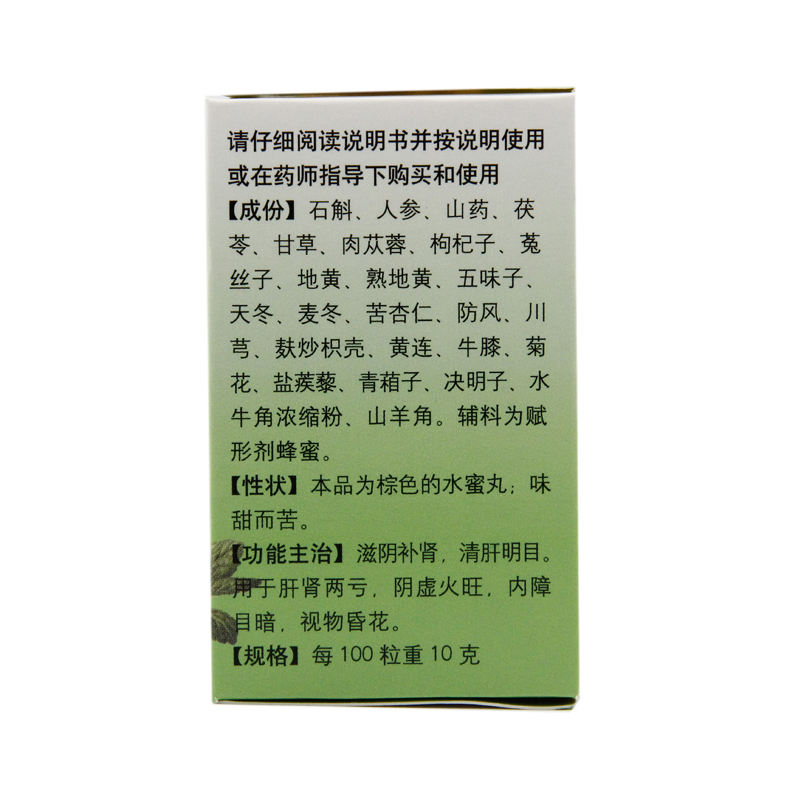 请仔细阅读说明书并按说明使用
或在药师指导下购买和使用
【成份】石斛、人参、山药、茯
苓、甘草、肉苁蓉、枸杞子、菟
丝子、地黄、熟地黄、五味子、
天冬、麦冬、苦杏仁、防风、川
芎、麸炒枳壳、黄连、牛膝、菊
花、盐蒺藜、青葙子、决明子、水
牛角浓缩粉、山羊角。辅料为赋
形剂蜂蜜。
【性状】本品为棕色的水蜜丸；味
甜而苦。
【功能主治】滋阴补肾，清肝明目。
用于肝肾两亏，阴虚火旺，内障
目暗，视物昏花。
【规格】每100粒重10克